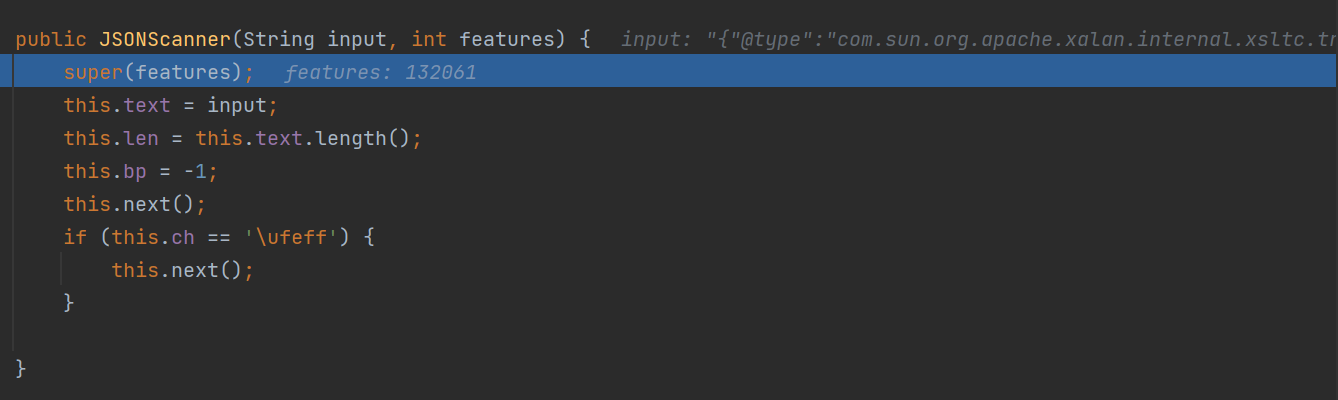 public JSONScanner(String input, int features) {   input: "{"@type":"com.sun.org.apache.xalan.internal.xsltc.tr
    super(features);   features: 132061
    this.text = input;
    this.len = this.text.length();
    this.bp = -1;
    this.next();
    if (this.ch == '\ufeff') {
        this.next();
    }
}